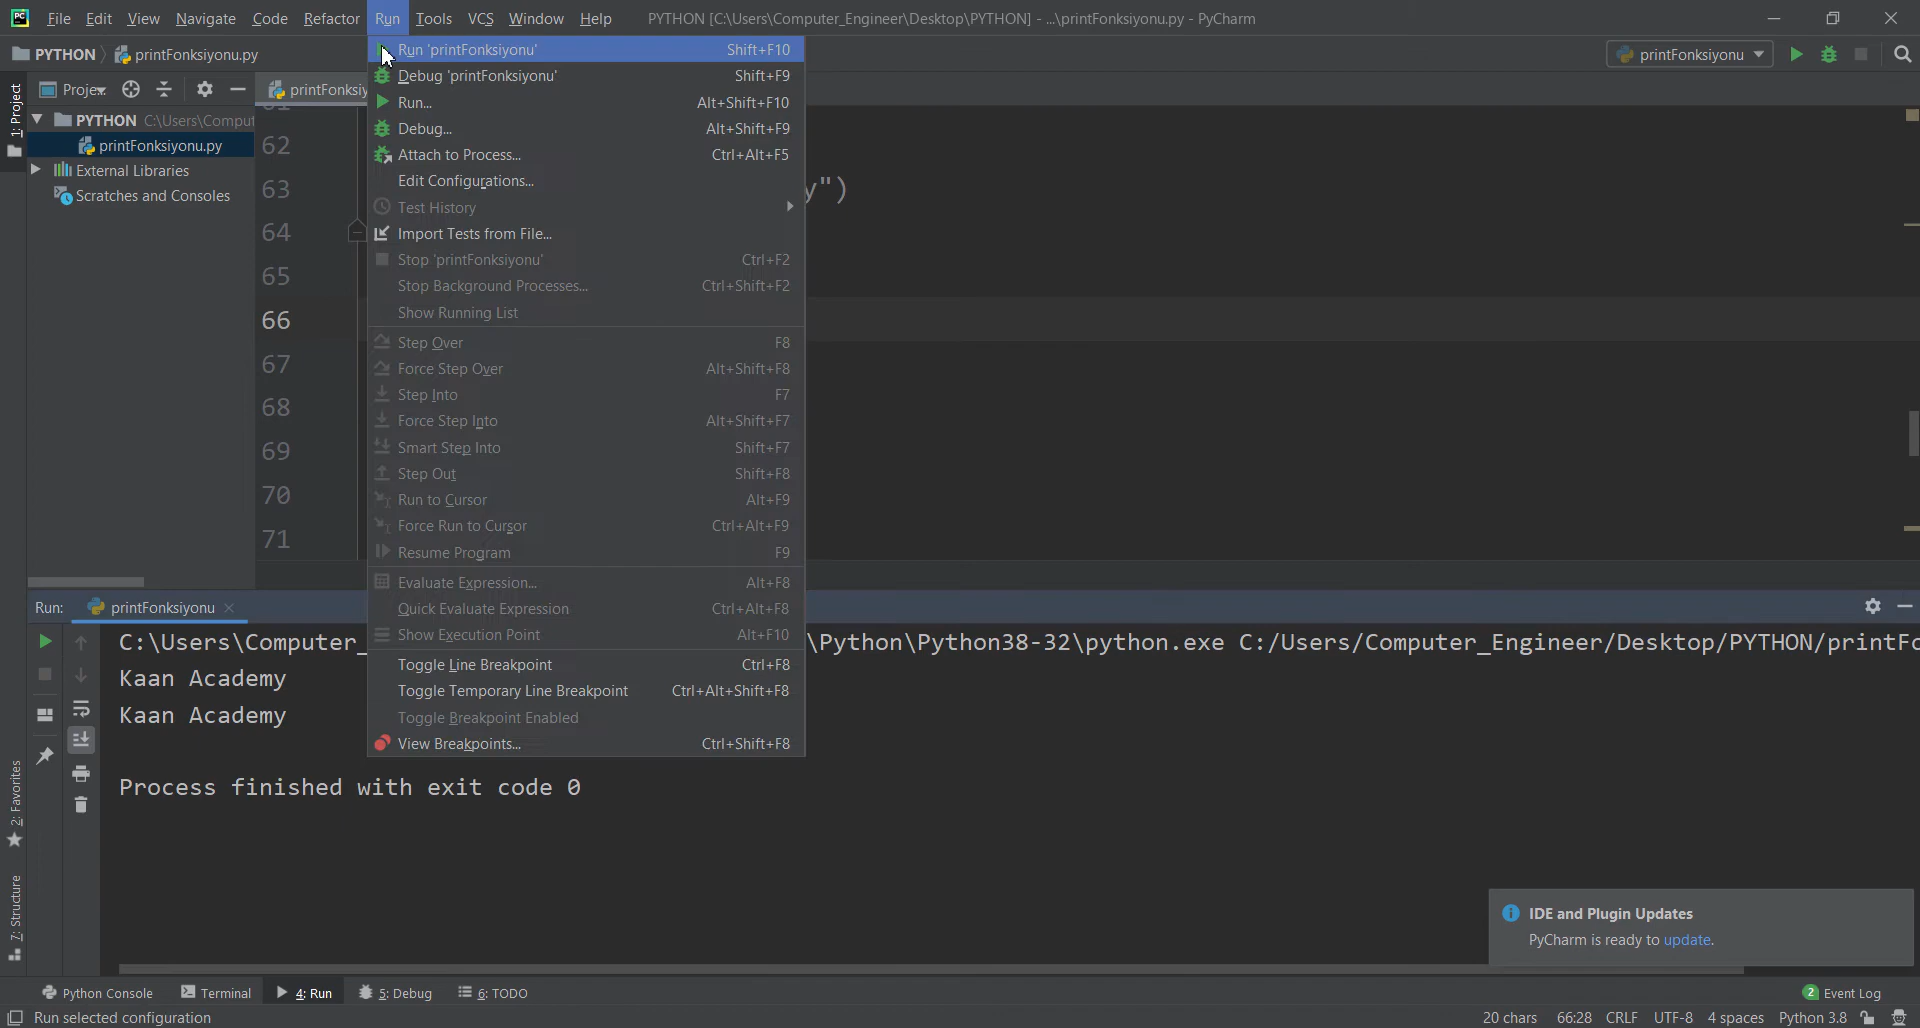 PC File Edit View Navigate Code Refactor Run Tools VCS Window Help PYTHON [C:\Users\Computer_Engineer\Desktop\PYTHON] - ...\printFonksiyonu.py - PyCharm
PYTHON printFonksiyonu.py
printFonksiyonu
1: Project
Proje
PYTHON C:\Users\Comput
printFonksiyonu.py
External Libraries
Scratches and Consoles
printFonksiy
Run 'printFonksiyonu' Shift+F10
Debug 'printFonksiyonu' Shift+F9
Run... Alt+Shift+F10
Debug... Alt+Shift+F9
Attach to Process... Ctrl+Alt+F5
Edit Configurations...
Test History
Import Tests from File...
Stop 'printFonksiyonu' Ctrl+F2
Stop Background Processes... Ctrl+Shift+F2
Show Running List
Step Over F8
Force Step Over Alt+Shift+F8
Step Into F7
Force Step Into Alt+Shift+F7
Smart Step Into Shift+F7
Step Out Shift+F8
Run to Cursor Alt+F9
Force Run to Cursor Ctrl+Alt+F9
Resume Program F9
Evaluate Expression... Alt+F8
Quick Evaluate Expression Ctrl+Alt+F8
Show Execution Point Alt+F10
Toggle Line Breakpoint Ctrl+F8
Toggle Temporary Line Breakpoint Ctrl+Alt+Shift+F8
Toggle Breakpoint Enabled
View Breakpoints... Ctrl+Shift+F8
62
63 y")
64
65
66
67
68
69
70
71
Run: printFonksiyonu
C:\Users\Computer_ \Python\Python38-32\python.exe C:/Users/Computer_Engineer/Desktop/PYTHON/printFo
Kaan Academy
Kaan Academy
Process finished with exit code 0
2: Favorites
7: Structure
IDE and Plugin Updates
PyCharm is ready to update.
Python Console Terminal 4: Run 5: Debug 6: TODO 2 Event Log
Run selected configuration 20 chars 66:28 CRLF UTF-8 4 spaces Python 3.8